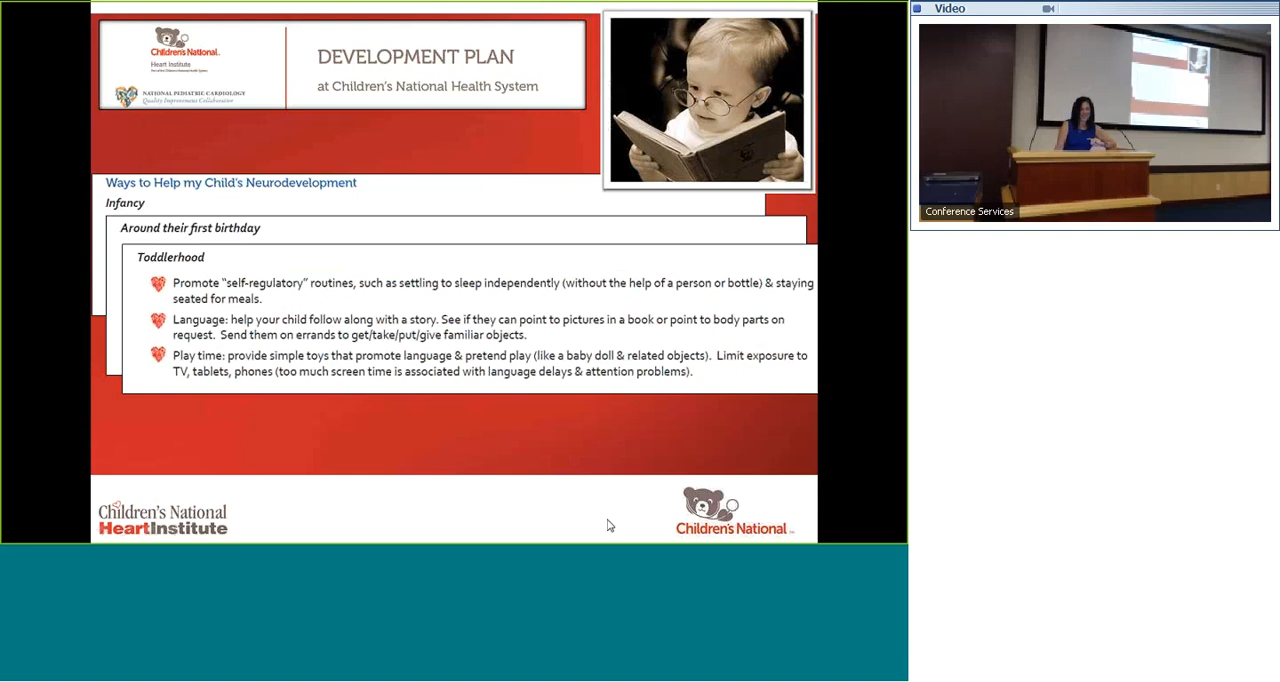 Children's National.
Heart Institute
NATIONAL PEDIATRIC CARDIOLOGY
Quality Improvement Collaborative
DEVELOPMENT PLAN
at Children's National Health System
Ways to Help my Child's Neurodevelopment
Infancy
Around their first birthday
Toddlerhood
Promote "self-regulatory" routines, such as settling to sleep independently (without the help of a person or bottle) & staying
seated for meals.
Language: help your child follow along with a story. See if they can point to pictures in a book or point to body parts on
request. Send them on errands to get/take/put/give familiar objects.
Play time: provide simple toys that promote language & pretend play (like a baby doll & related objects). Limit exposure to
TV, tablets, phones (too much screen time is associated with language delays & attention problems).
Children's National
HeartInstitute
Children's National
TM
Video
Conference Services